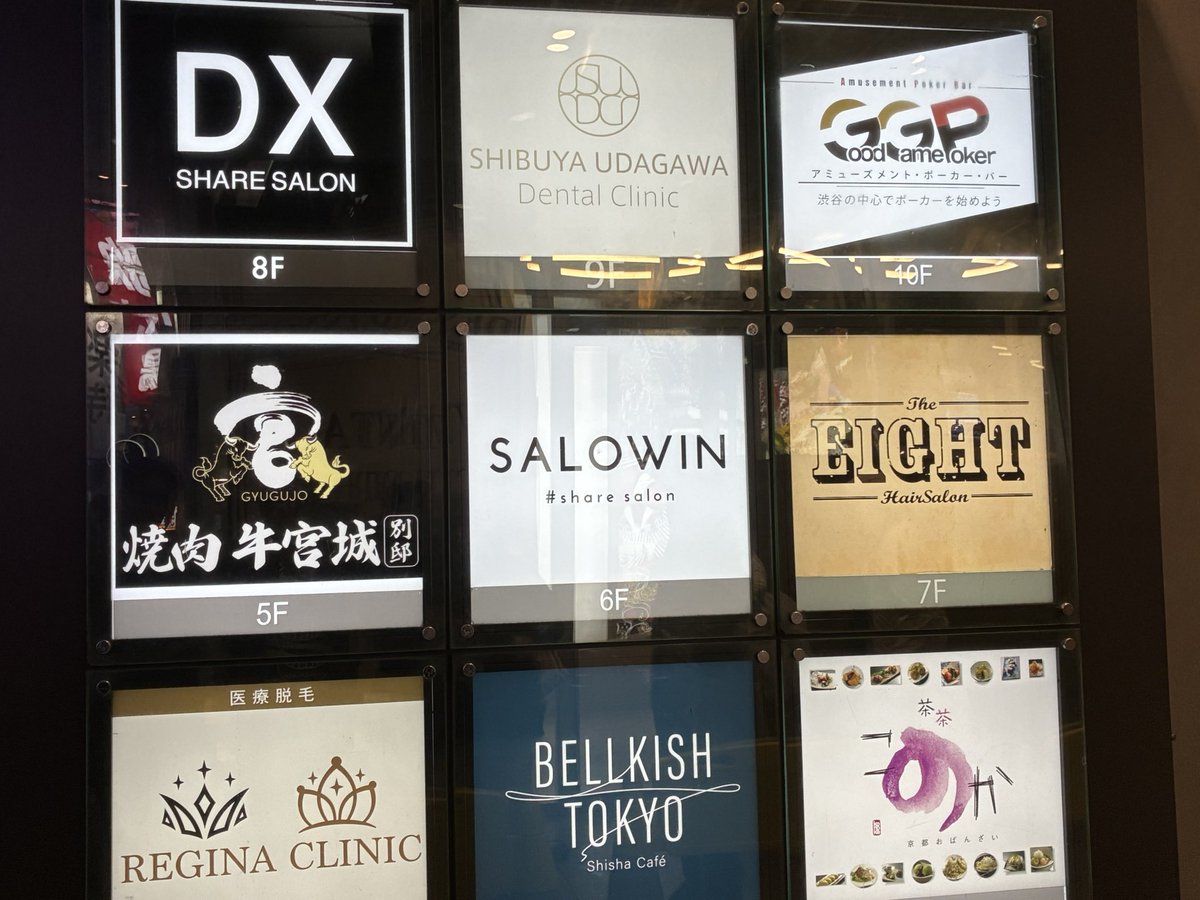 DX
SHARE SALON
8F
SHIBUYA UDAGAWA
Dental Clinic
9F
Amusement Poker Bar
GGP
Good Game Poker
アミューズメント・ポーカー・バー
渋谷の中心でポーカーを始めよう
10F
宮
GYUGUJO
焼肉 牛宮城 別邸
5F
SALOWIN
#share salon
6F
The
EIGHT
HairSalon
7F
医療脱毛
REGINA CLINIC
BELLKISH
TOKYO
Shisha Café
茶茶
このか
京都おばんざい